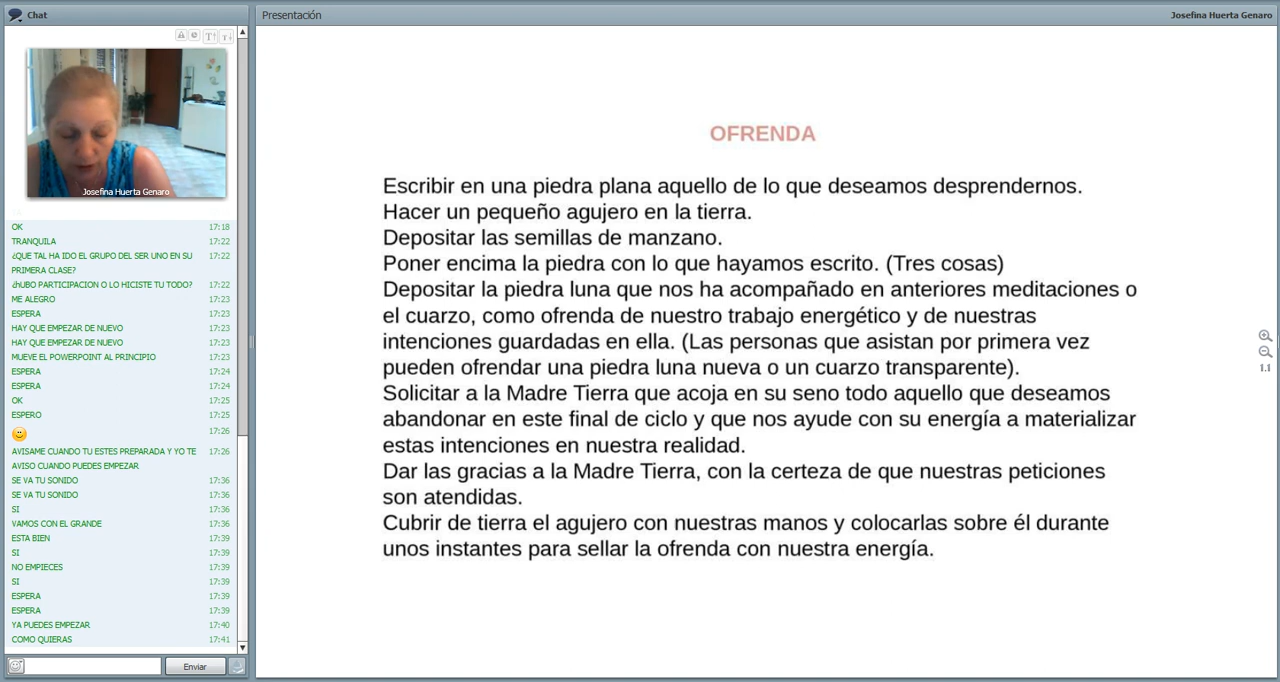 Chat
Josefina Huerta Genaro
OK 17:18
TRANQUILA 17:22
¿QUE TAL HA IDO EL GRUPO DEL SER UNO EN SU 17:22
PRIMERA CLASE?
¿HUBO PARTICIPACION O LO HICISTE TU TODO? 17:22
ME ALEGRO 17:23
ESPERA 17:23
HAY QUE EMPEZAR DE NUEVO 17:23
HAY QUE EMPEZAR DE NUEVO 17:23
MUEVE EL POWERPOINT AL PRINCIPIO 17:23
ESPERA 17:24
ESPERA 17:24
OK 17:25
ESPERO 17:25
17:26
AVISAME CUANDO TU ESTES PREPARADA Y YO TE 17:26
AVISO CUANDO PUEDES EMPEZAR
SE VA TU SONIDO 17:36
SE VA TU SONIDO 17:36
SI 17:36
VAMOS CON EL GRANDE 17:36
ESTA BIEN 17:39
SI 17:39
NO EMPIECES 17:39
SI 17:39
ESPERA 17:39
ESPERA 17:39
YA PUEDES EMPEZAR 17:40
COMO QUIERAS 17:41
Enviar
Presentación
Josefina Huerta Genaro
OFRENDA
Escribir en una piedra plana aquello de lo que deseamos desprendernos.
Hacer un pequeño agujero en la tierra.
Depositar las semillas de manzano.
Poner encima la piedra con lo que hayamos escrito. (Tres cosas)
Depositar la piedra luna que nos ha acompañado en anteriores meditaciones o
el cuarzo, como ofrenda de nuestro trabajo energético y de nuestras
intenciones guardadas en ella. (Las personas que asistan por primera vez
pueden ofrendar una piedra luna nueva o un cuarzo transparente).
Solicitar a la Madre Tierra que acoja en su seno todo aquello que deseamos
abandonar en este final de ciclo y que nos ayude con su energía a materializar
estas intenciones en nuestra realidad.
Dar las gracias a la Madre Tierra, con la certeza de que nuestras peticiones
son atendidas.
Cubrir de tierra el agujero con nuestras manos y colocarlas sobre él durante
unos instantes para sellar la ofrenda con nuestra energía.
1.1